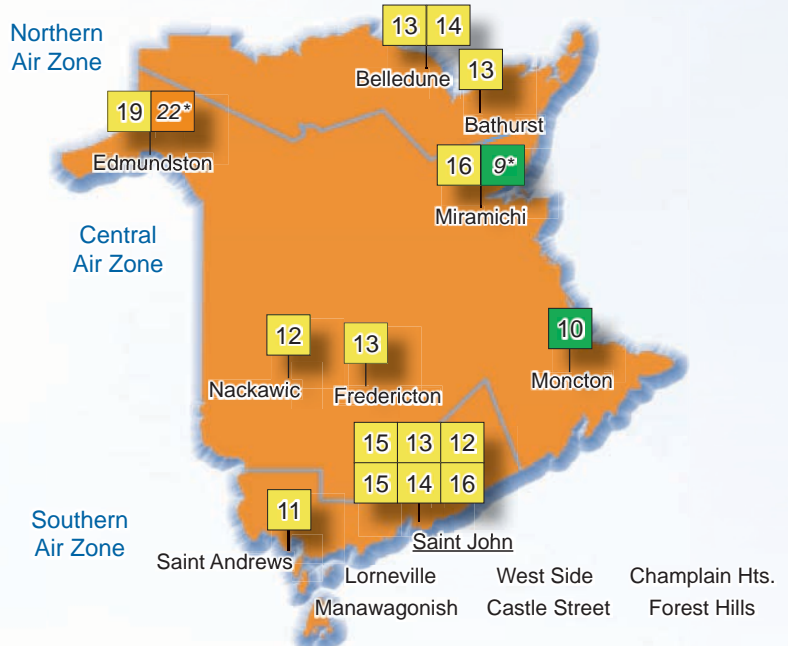 Northern
Air Zone
13 14
Belledune
13
Bathurst
19 22*
Edmundston
16 9*
Miramichi
Central
Air Zone
12
Nackawic
13
Fredericton
10
Moncton
15 13 12
15 14 16
Saint John
11
Saint Andrews
Southern
Air Zone
Lorneville West Side Champlain Hts.
Manawagonish Castle Street Forest Hills